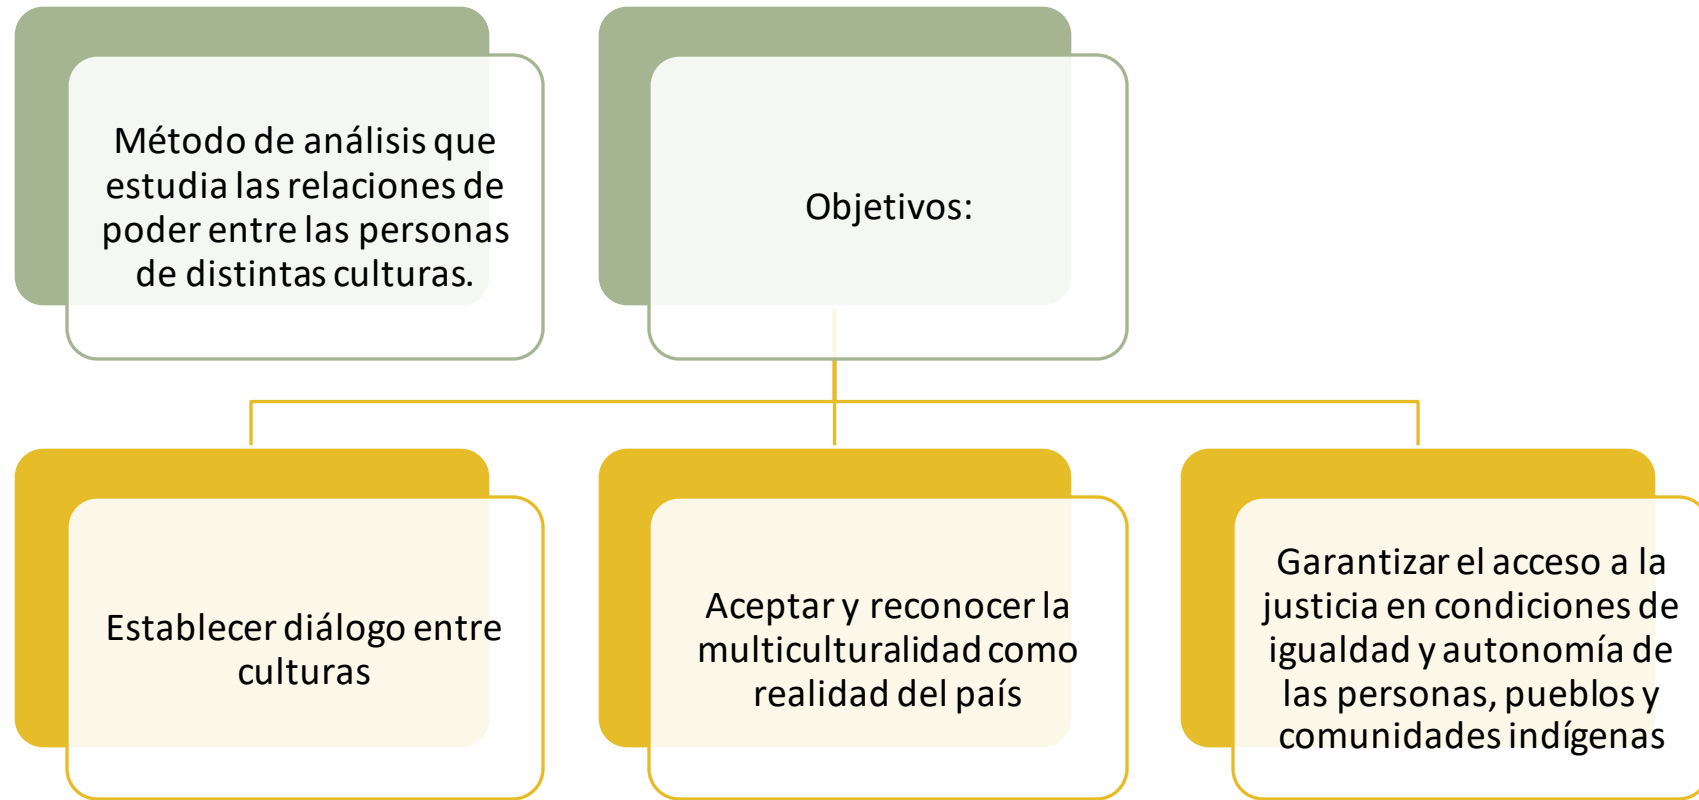 Método de análisis que
estudia las relaciones de
poder entre las personas
de distintas culturas.
Objetivos:
Establecer diálogo entre
culturas
Aceptar y reconocer la
multiculturalidad como
realidad del país
Garantizar el acceso a la
justicia en condiciones de
igualdad y autonomía de
las personas, pueblos y
comunidades indígenas